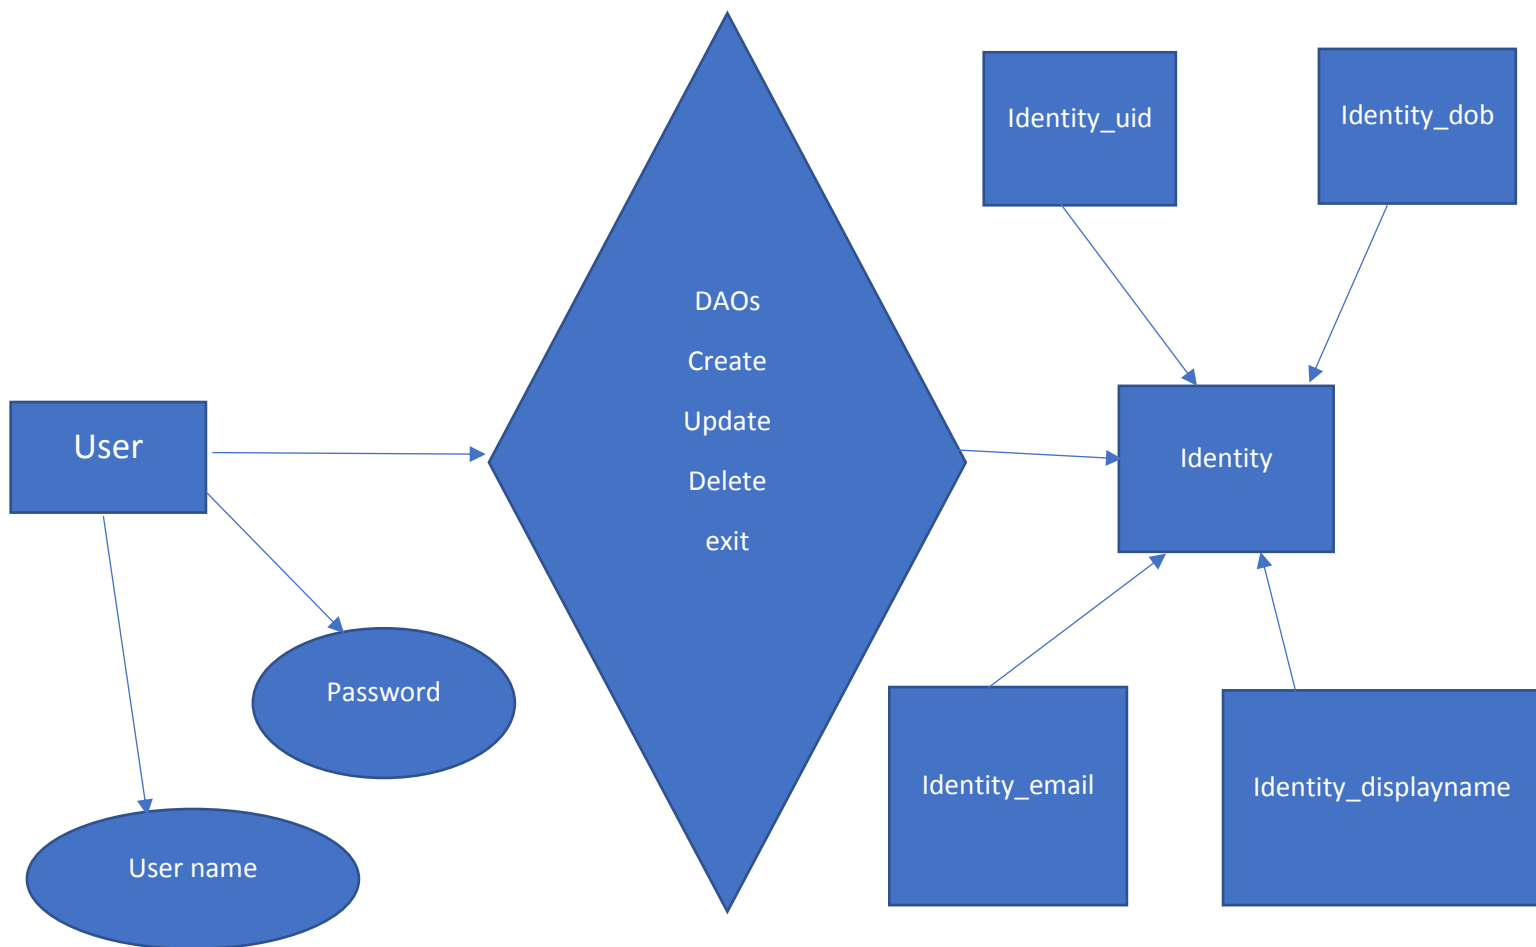 Identity_uid
Identity_dob
DAOs
Create
Update
Delete
exit
User
Identity
Password
User name
Identity_email
Identity_displayname